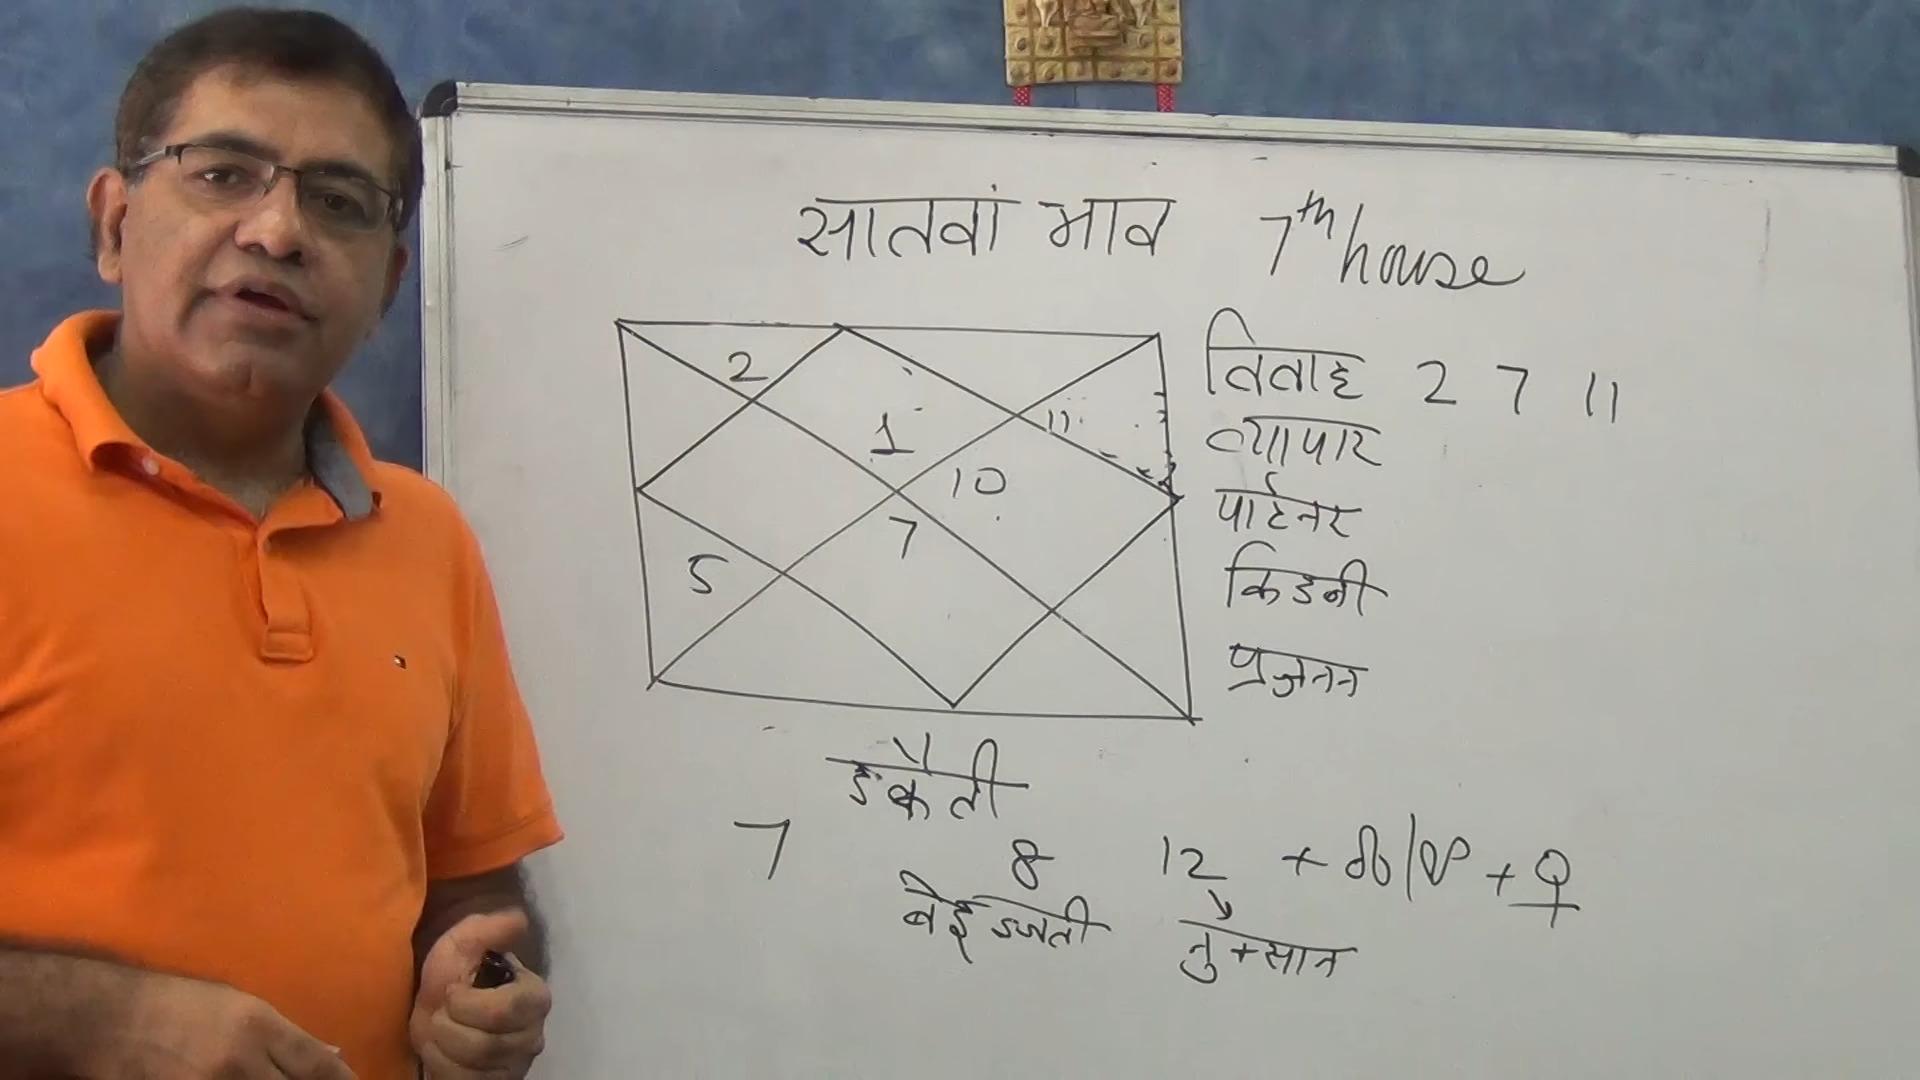 सातवां भाव 7th house
विवाह 2 7 11
व्यापार
पार्टनर
किडनी
प्रजनन
2
1
11
10
7
5
डकैती
7 8 12 + ☊/☋ + ♀
बेईज्जती
नुकसान